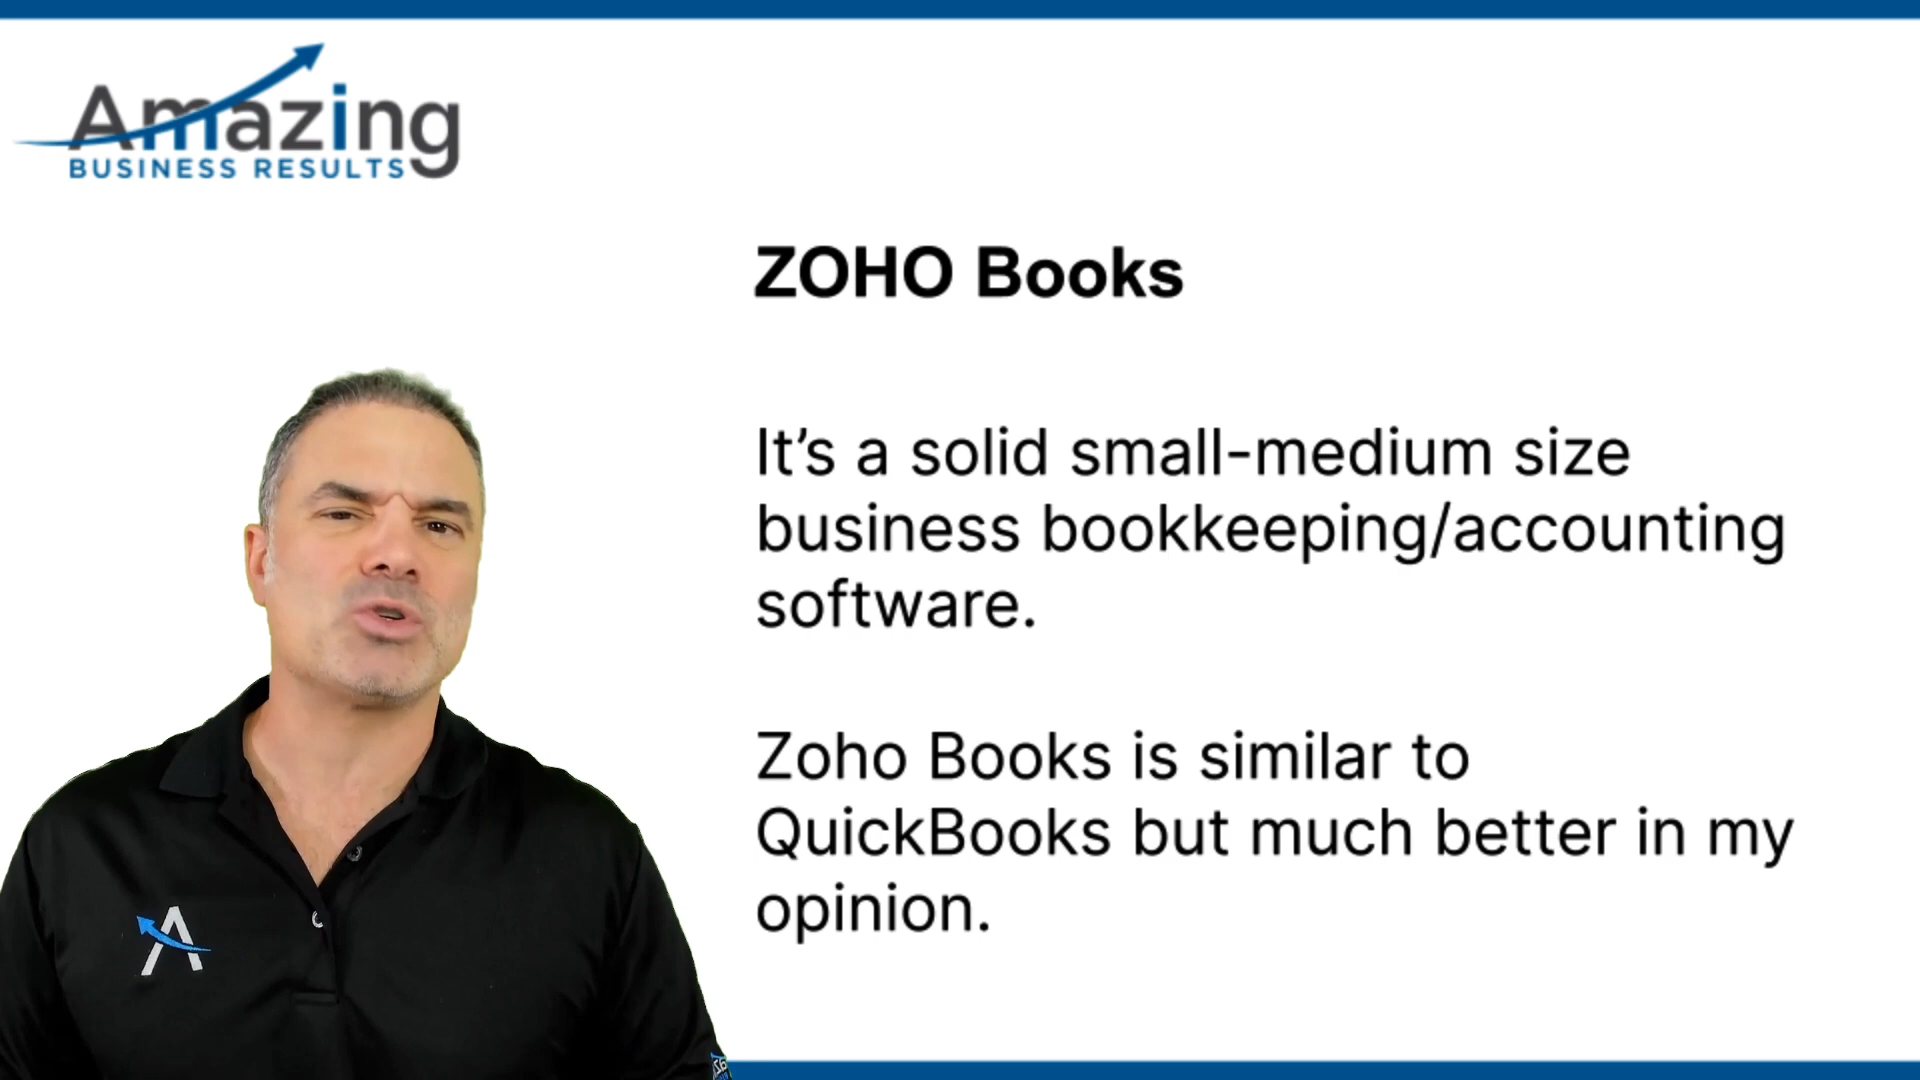 Amazing
BUSINESS RESULTS
ZOHO Books
It’s a solid small-medium size
business bookkeeping/accounting
software.
Zoho Books is similar to
QuickBooks but much better in my
opinion.
A